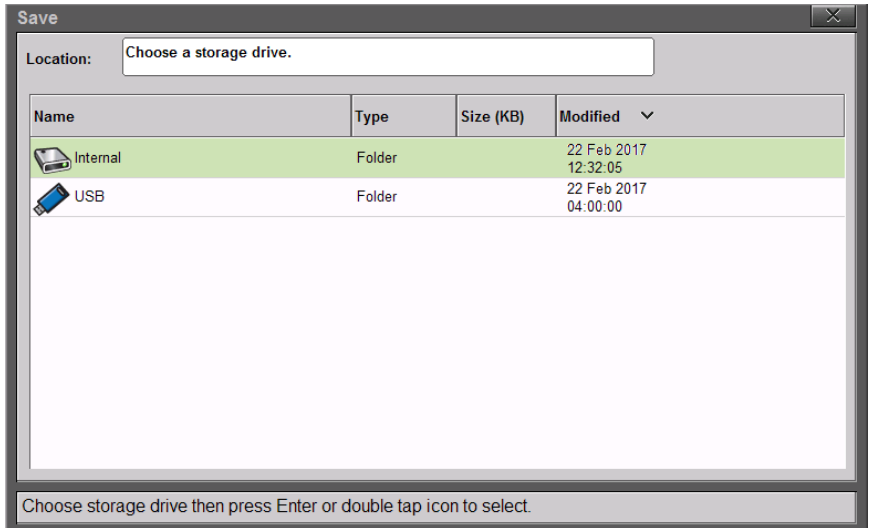 Save
Location: Choose a storage drive.
Name Type Size (KB) Modified
Internal Folder 22 Feb 2017
12:32:05
USB Folder 22 Feb 2017
04:00:00
Choose storage drive then press Enter or double tap icon to select.